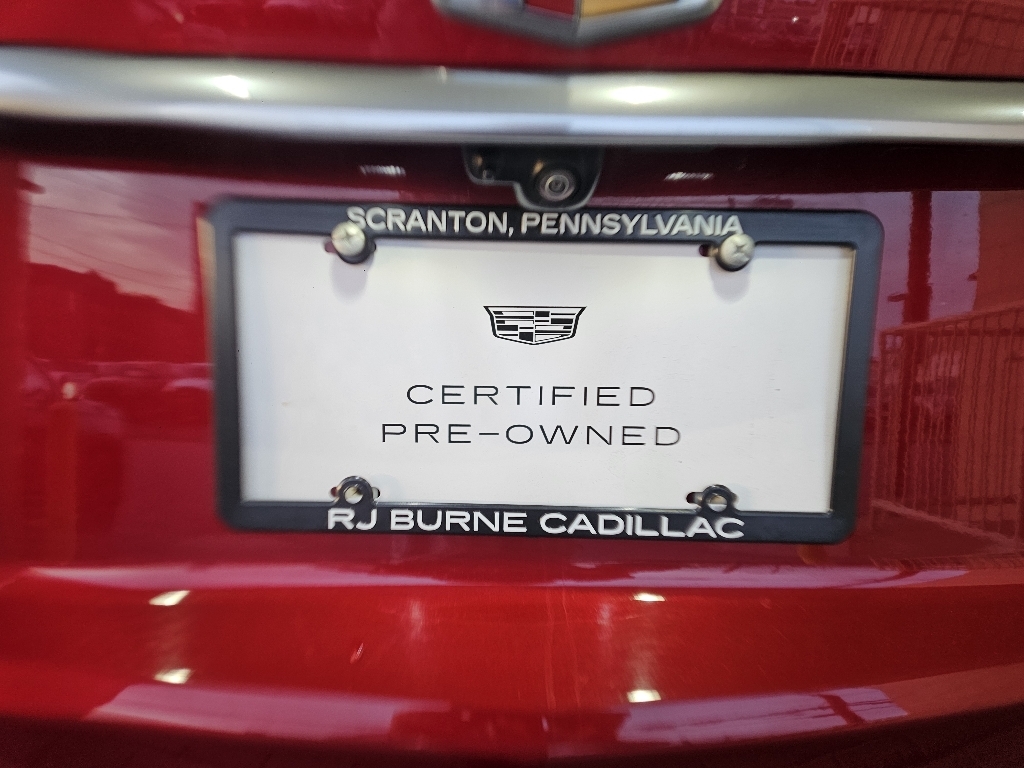 SCRANTON, PENNSYLVANIA
CERTIFIED
PRE-OWNED
RJ BURNE CADILLAC